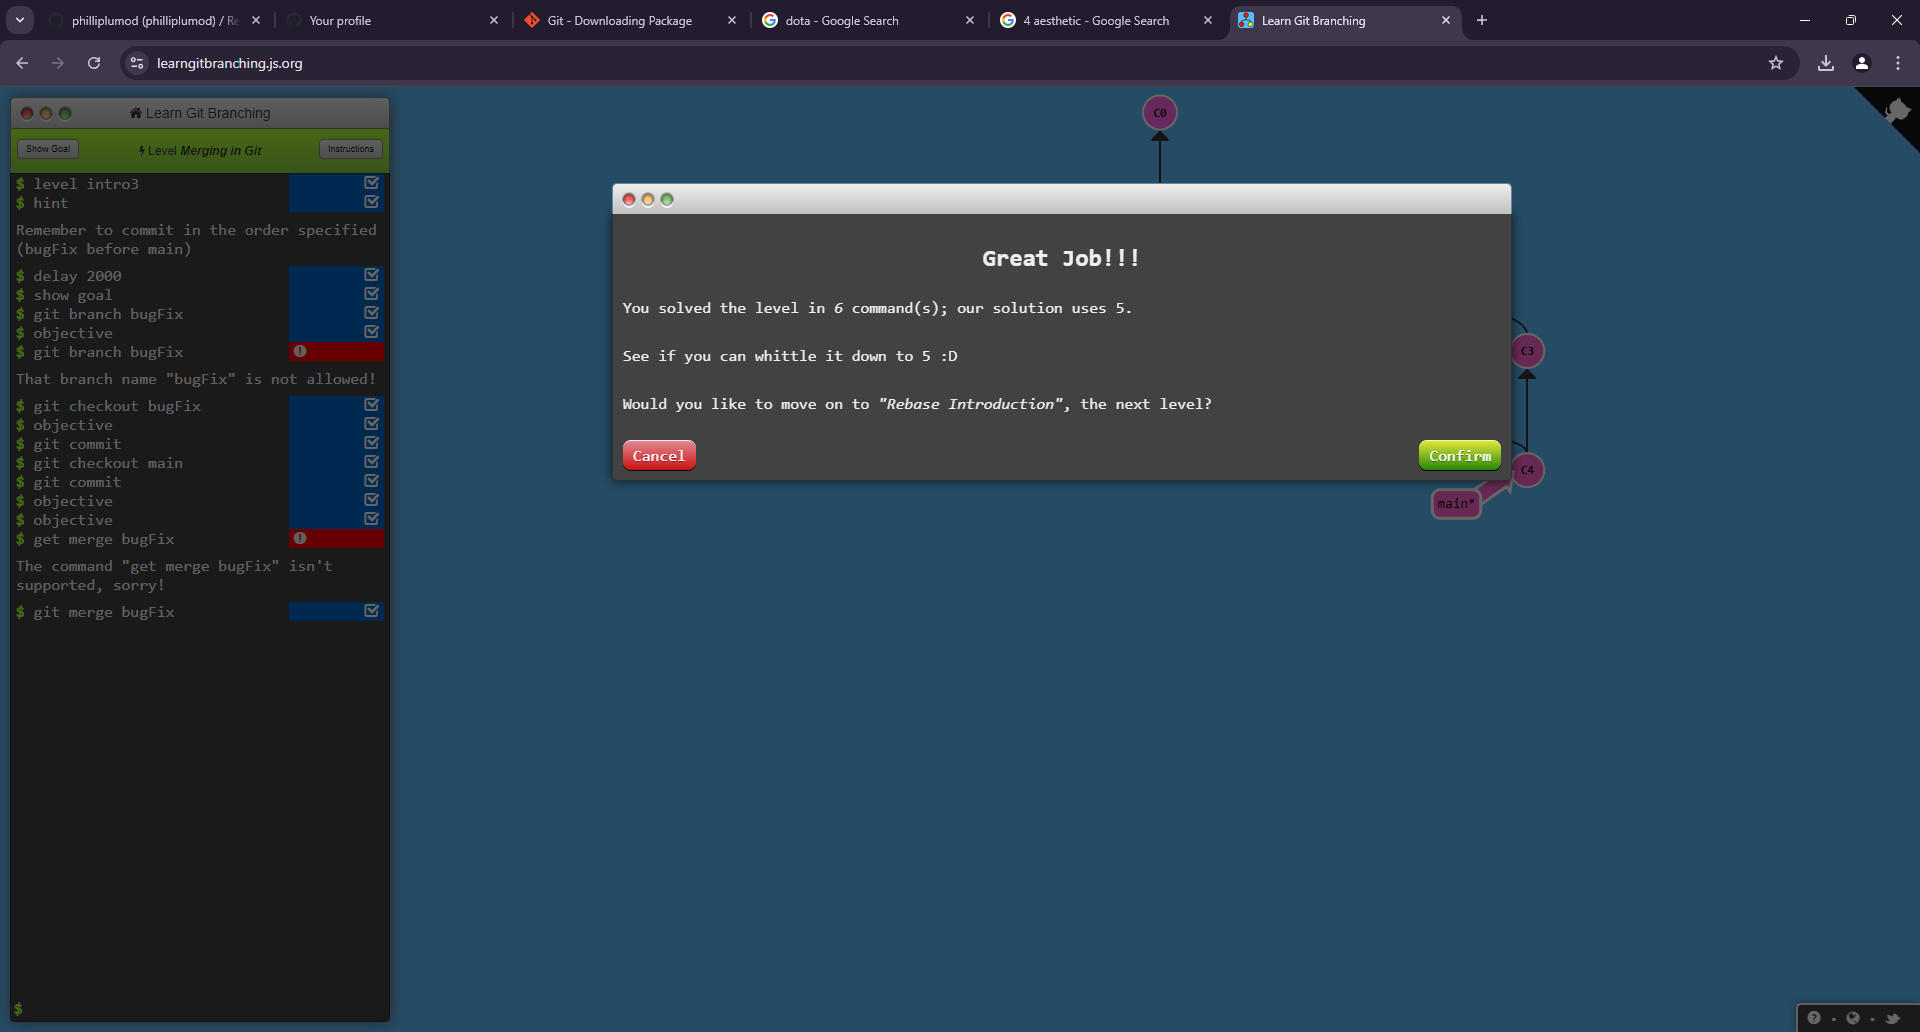 philliplumod (philliplumod) / Re
Your profile
Git - Downloading Package
dota - Google Search
4 aesthetic - Google Search
Learn Git Branching
learngitbranching.js.org
Learn Git Branching
Show Goal
Level Merging in Git
Instructions
$ level intro3
$ hint
Remember to commit in the order specified
(bugFix before main)
$ delay 2000
$ show goal
$ git branch bugFix
$ objective
$ git branch bugFix
That branch name "bugFix" is not allowed!
$ git checkout bugFix
$ objective
$ git commit
$ git checkout main
$ git commit
$ objective
$ objective
$ get merge bugFix
The command "get merge bugFix" isn't
supported, sorry!
$ git merge bugFix
$
C0
Great Job!!!
You solved the level in 6 command(s); our solution uses 5.
See if you can whittle it down to 5 :D
Would you like to move on to "Rebase Introduction", the next level?
Cancel
Confirm
C3
C4
main*